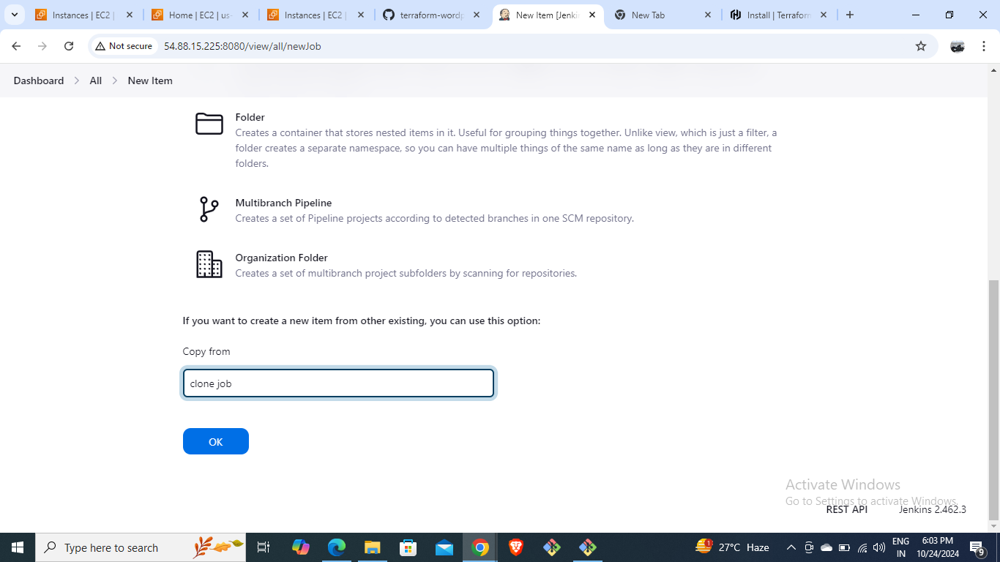 Instances | EC2 |
Home | EC2 | us-
Instances | EC2 |
terraform-wordp
New Item [Jenki
New Tab
Install | Terraform
Not secure
54.88.15.225:8080/view/all/newJob
Dashboard
All
New Item
Folder
Creates a container that stores nested items in it. Useful for grouping things together. Unlike view, which is just a filter, a
folder creates a separate namespace, so you can have multiple things of the same name as long as they are in different
folders.
Multibranch Pipeline
Creates a set of Pipeline projects according to detected branches in one SCM repository.
Organization Folder
Creates a set of multibranch project subfolders by scanning for repositories.
If you want to create a new item from other existing, you can use this option:
Copy from
clone job
OK
Activate Windows
Go to Settings to activate Windows.
REST API
Jenkins 2.462.3
Type here to search
1
27°C Haze
ENG
IN
6:03 PM
10/24/2024
9